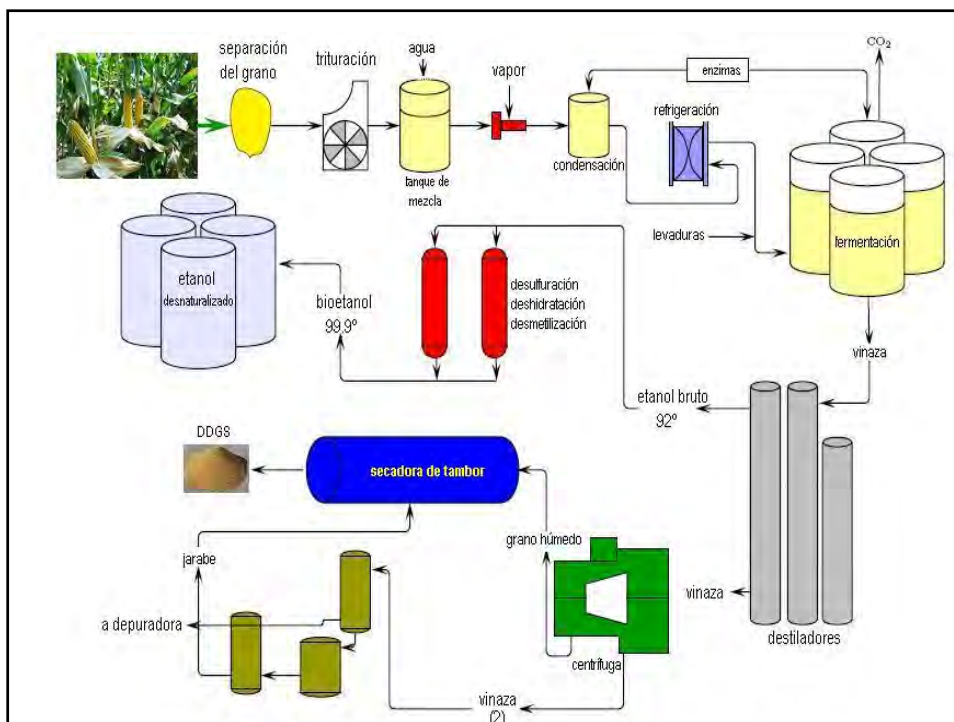 separación
del grano
trituración
agua
tanque de
mezcla
vapor
condensación
enzimas
refrigeración
CO2
levaduras
fermentación
vinaza
etanol
desnaturalizado
bioetanol
99.9º
desulfuración
deshidratación
desmetilización
etanol bruto
92º
destiladores
DDGS
secadora de tambor
grano húmedo
vinaza
centrífuga
jarabe
a depuradora
vinaza
(2)